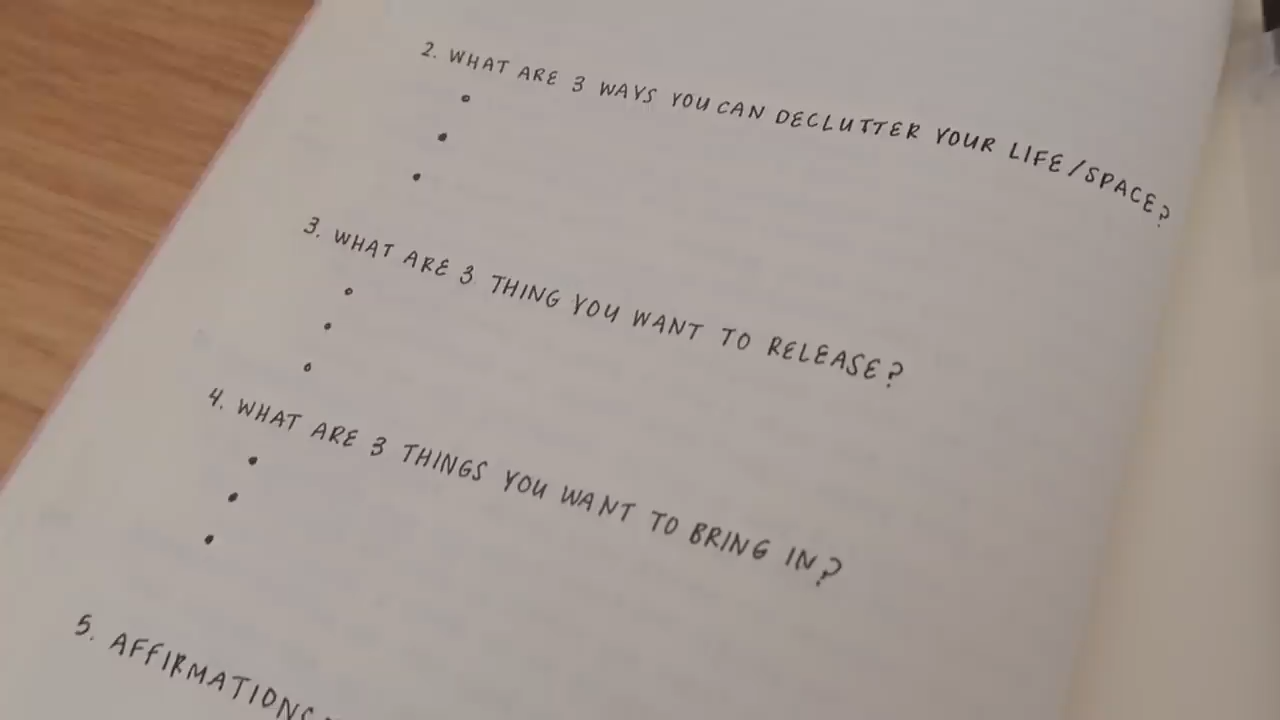 2. WHAT ARE 3 WAYS YOU CAN DECLUTTER YOUR LIFE/SPACE?
•
•
•
3. WHAT ARE 3 THING YOU WANT TO RELEASE?
•
•
•
4. WHAT ARE 3 THINGS YOU WANT TO BRING IN?
•
•
•
5. AFFIRMATIONS